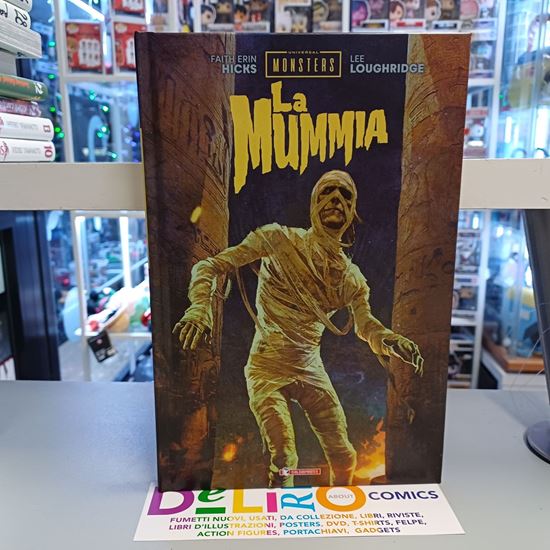 FAITH ERIN
HICKS
UNIVERSAL
MONSTERS
LEE
LOUGHRIDGE
La
MUMMIA
DeLiRO
ABOUT
COMICS
FUMETTI NUOVI, USATI, DA COLLEZIONE, LIBRI, RIVISTE,
LIBRI D'ILLUSTRAZIONI, POSTERS, DVD, T-SHIRTS, FELPE,
ACTION FIGURES, PORTACHIAVI, GADGETS